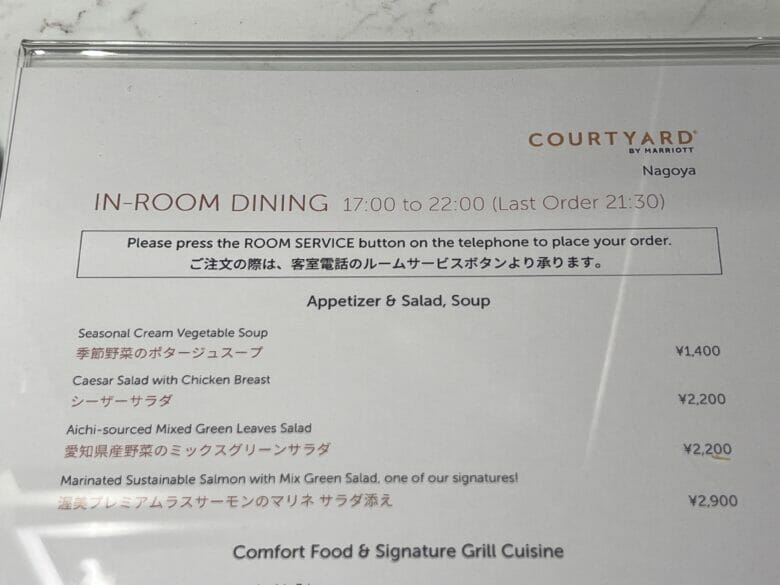 COURTYARD®
BY MARRIOTT
Nagoya
IN-ROOM DINING 17:00 to 22:00 (Last Order 21:30)
Please press the ROOM SERVICE button on the telephone to place your order.
ご注文の際は、客室電話のルームサービスボタンより承ります。
Appetizer & Salad, Soup
Seasonal Cream Vegetable Soup
季節野菜のポタージュスープ ¥1,400
Caesar Salad with Chicken Breast
シーザーサラダ ¥2,200
Aichi-sourced Mixed Green Leaves Salad
愛知県産野菜のミックスグリーンサラダ ¥2,200
Marinated Sustainable Salmon with Mix Green Salad, one of our signatures!
渥美プレミアムラスサーモンのマリネ サラダ添え ¥2,900
Comfort Food & Signature Grill Cuisine